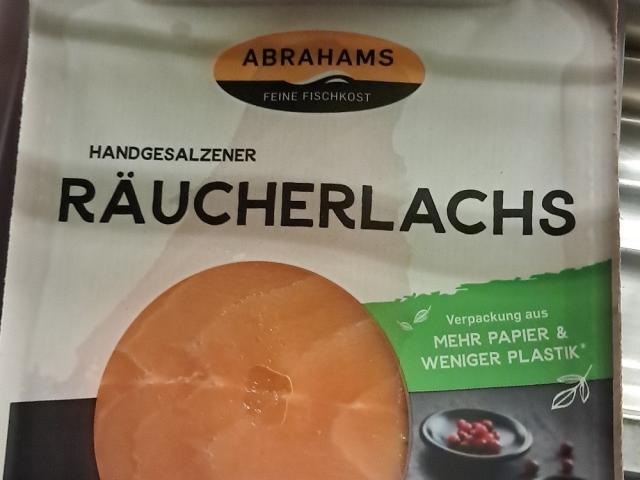 ABRAHAMS
FEINE FISCHKOST
HANDGESALZENER
RÄUCHERLACHS
Verpackung aus
MEHR PAPIER &
WENIGER PLASTIK*